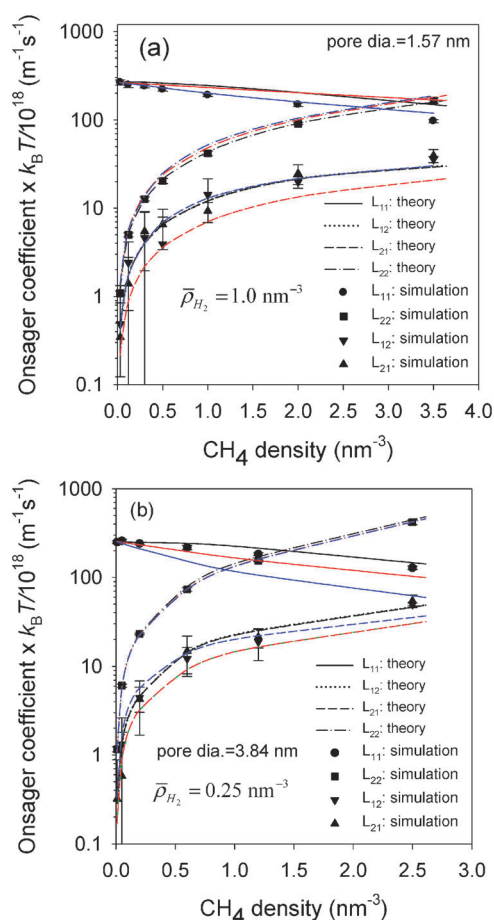 (a)
pore dia.=1.57 nm
Onsager coefficient x k_BT/10^18 (m^-1s^-1)
1000
100
10
1
0.1
ρ̅_H₂ = 1.0 nm^-3
L₁₁: theory
L₁₂: theory
L₂₁: theory
L₂₂: theory
L₁₁: simulation
L₂₂: simulation
L₁₂: simulation
L₂₁: simulation
0.0 0.5 1.0 1.5 2.0 2.5 3.0 3.5 4.0
CH₄ density (nm^-3)
(b)
Onsager coefficient x k_BT/10^18 (m^-1s^-1)
1000
100
10
1
0.1
pore dia.=3.84 nm
ρ̅_H₂ = 0.25 nm^-3
L₁₁: theory
L₁₂: theory
L₂₁: theory
L₂₂: theory
L₁₁: simulation
L₂₂: simulation
L₁₂: simulation
L₂₁: simulation
0.0 0.5 1.0 1.5 2.0 2.5 3.0
CH₄ density (nm^-3)